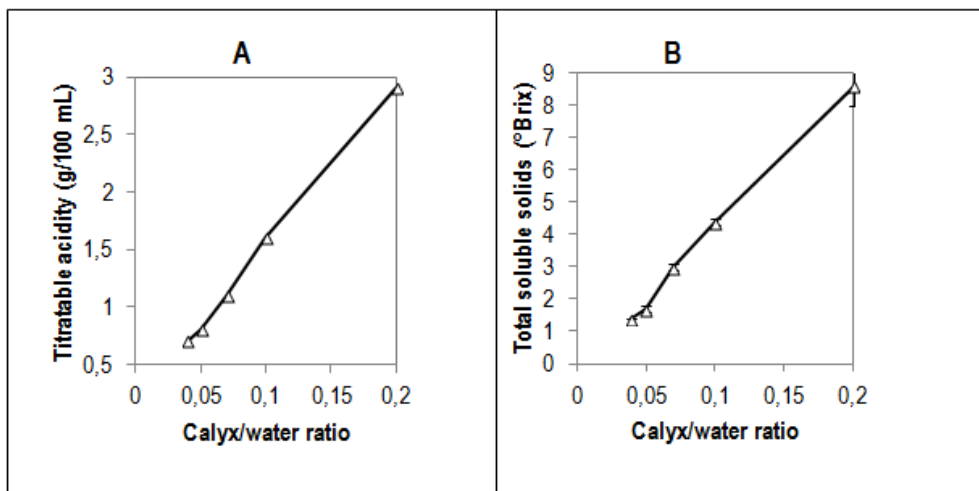 A
Titratable acidity (g/100 mL)
3
2,5
2
1,5
1
0,5
0 0,05 0,1 0,15 0,2
Calyx/water ratio
B
Total soluble solids (°Brix)
9
8
7
6
5
4
3
2
1
0
0 0,05 0,1 0,15 0,2
Calyx/water ratio